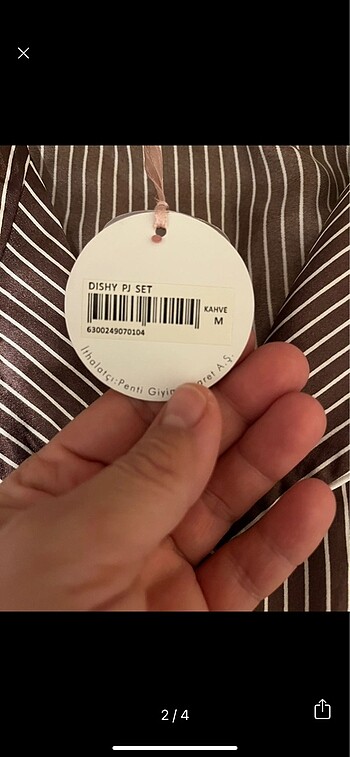 DISHY PJ SET
KAHVE
M
6300249070104
İthalatçı: Penti Giyim
A.Ş.
2 / 4